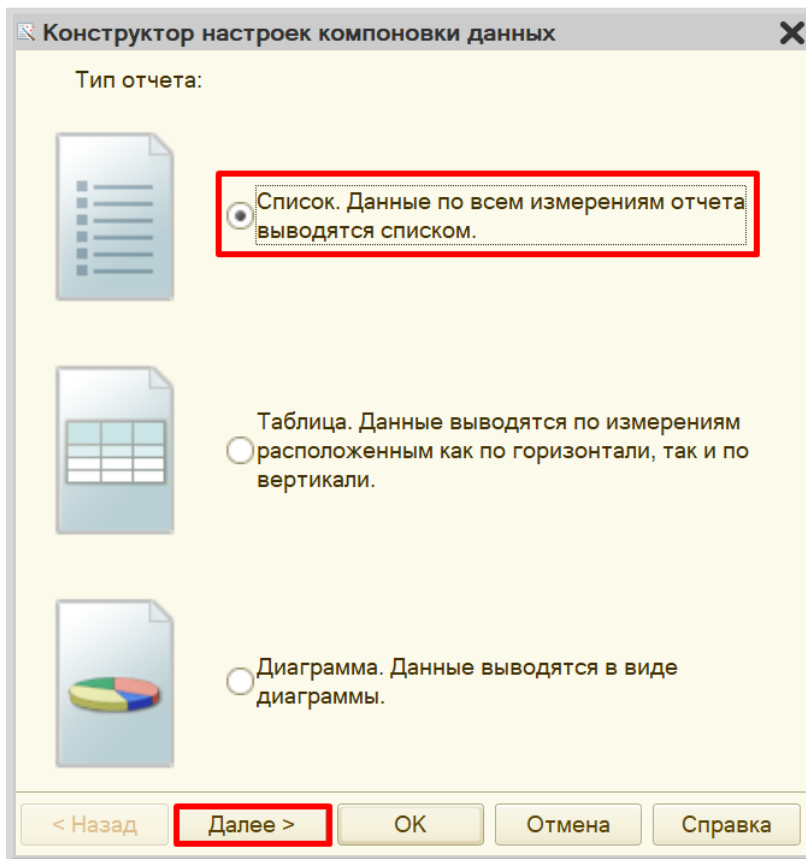 Конструктор настроек компоновки данных
Тип отчета:
Список. Данные по всем измерениям отчета
выводятся списком.
Таблица. Данные выводятся по измерениям
расположенным как по горизонтали, так и по
вертикали.
Диаграмма. Данные выводятся в виде
диаграммы.
< Назад Далее > OK Отмена Справка